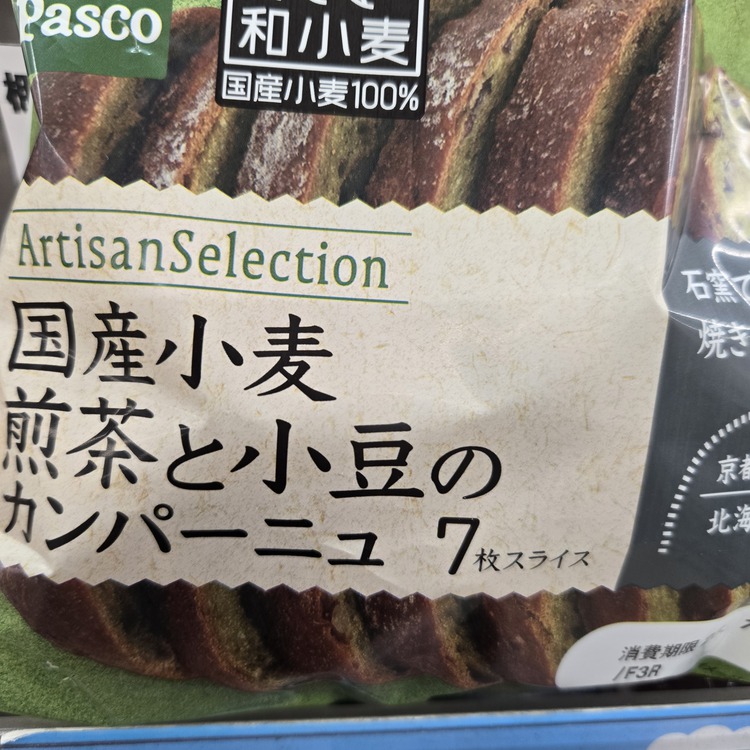 Pasco
和小麦
国産小麦100%
ArtisanSelection
国産小麦
煎茶と小豆の
カンパーニュ 7枚スライス
石窯で
焼き
京都
北海
消費期限
/F3R